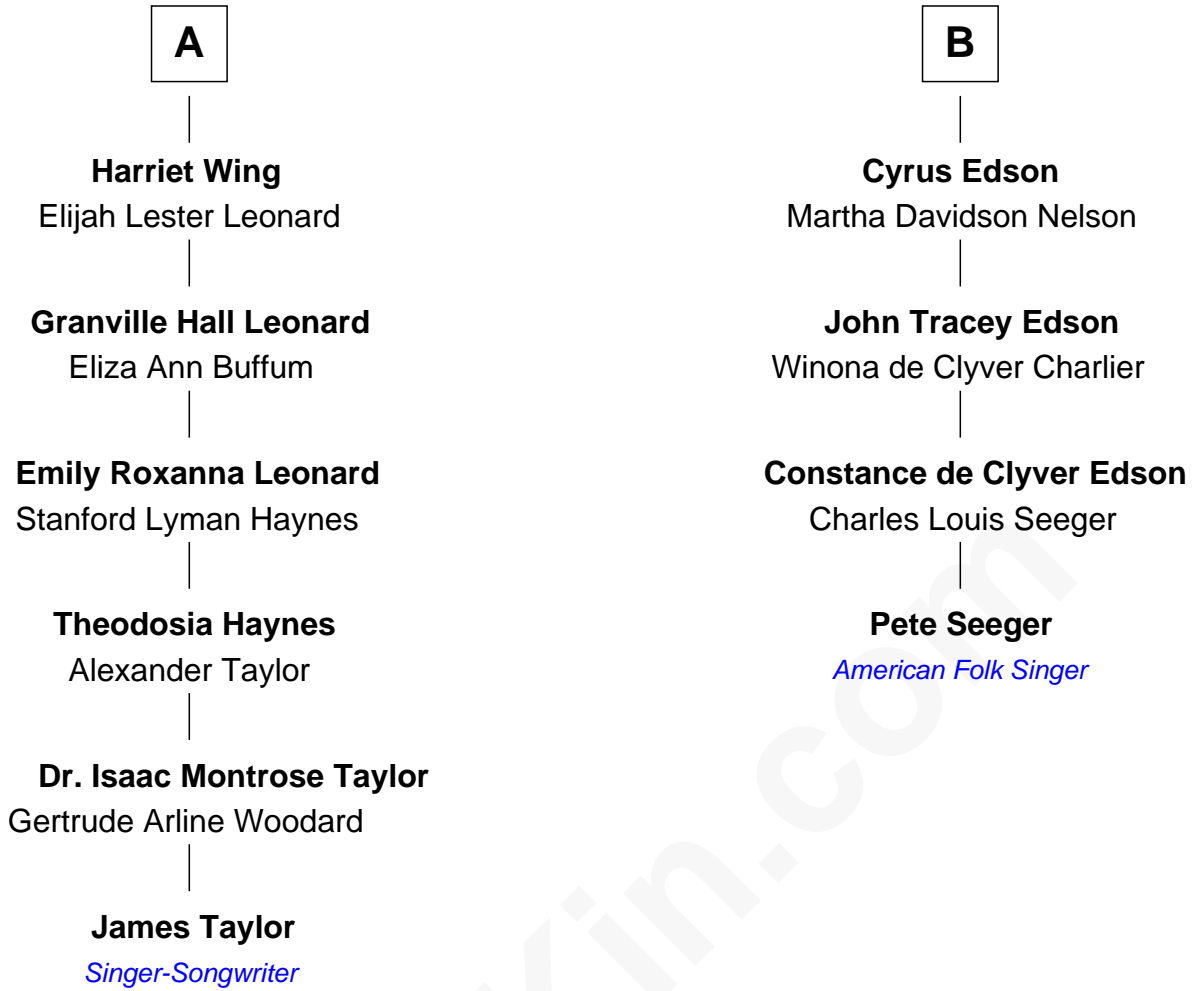 A
Harriet Wing
Elijah Lester Leonard
Granville Hall Leonard
Eliza Ann Buffum
Emily Roxanna Leonard
Stanford Lyman Haynes
Theodosia Haynes
Alexander Taylor
Dr. Isaac Montrose Taylor
Gertrude Arline Woodard
James Taylor
Singer-Songwriter
B
Cyrus Edson
Martha Davidson Nelson
John Tracey Edson
Winona de Clyver Charlier
Constance de Clyver Edson
Charles Louis Seeger
Pete Seeger
American Folk Singer